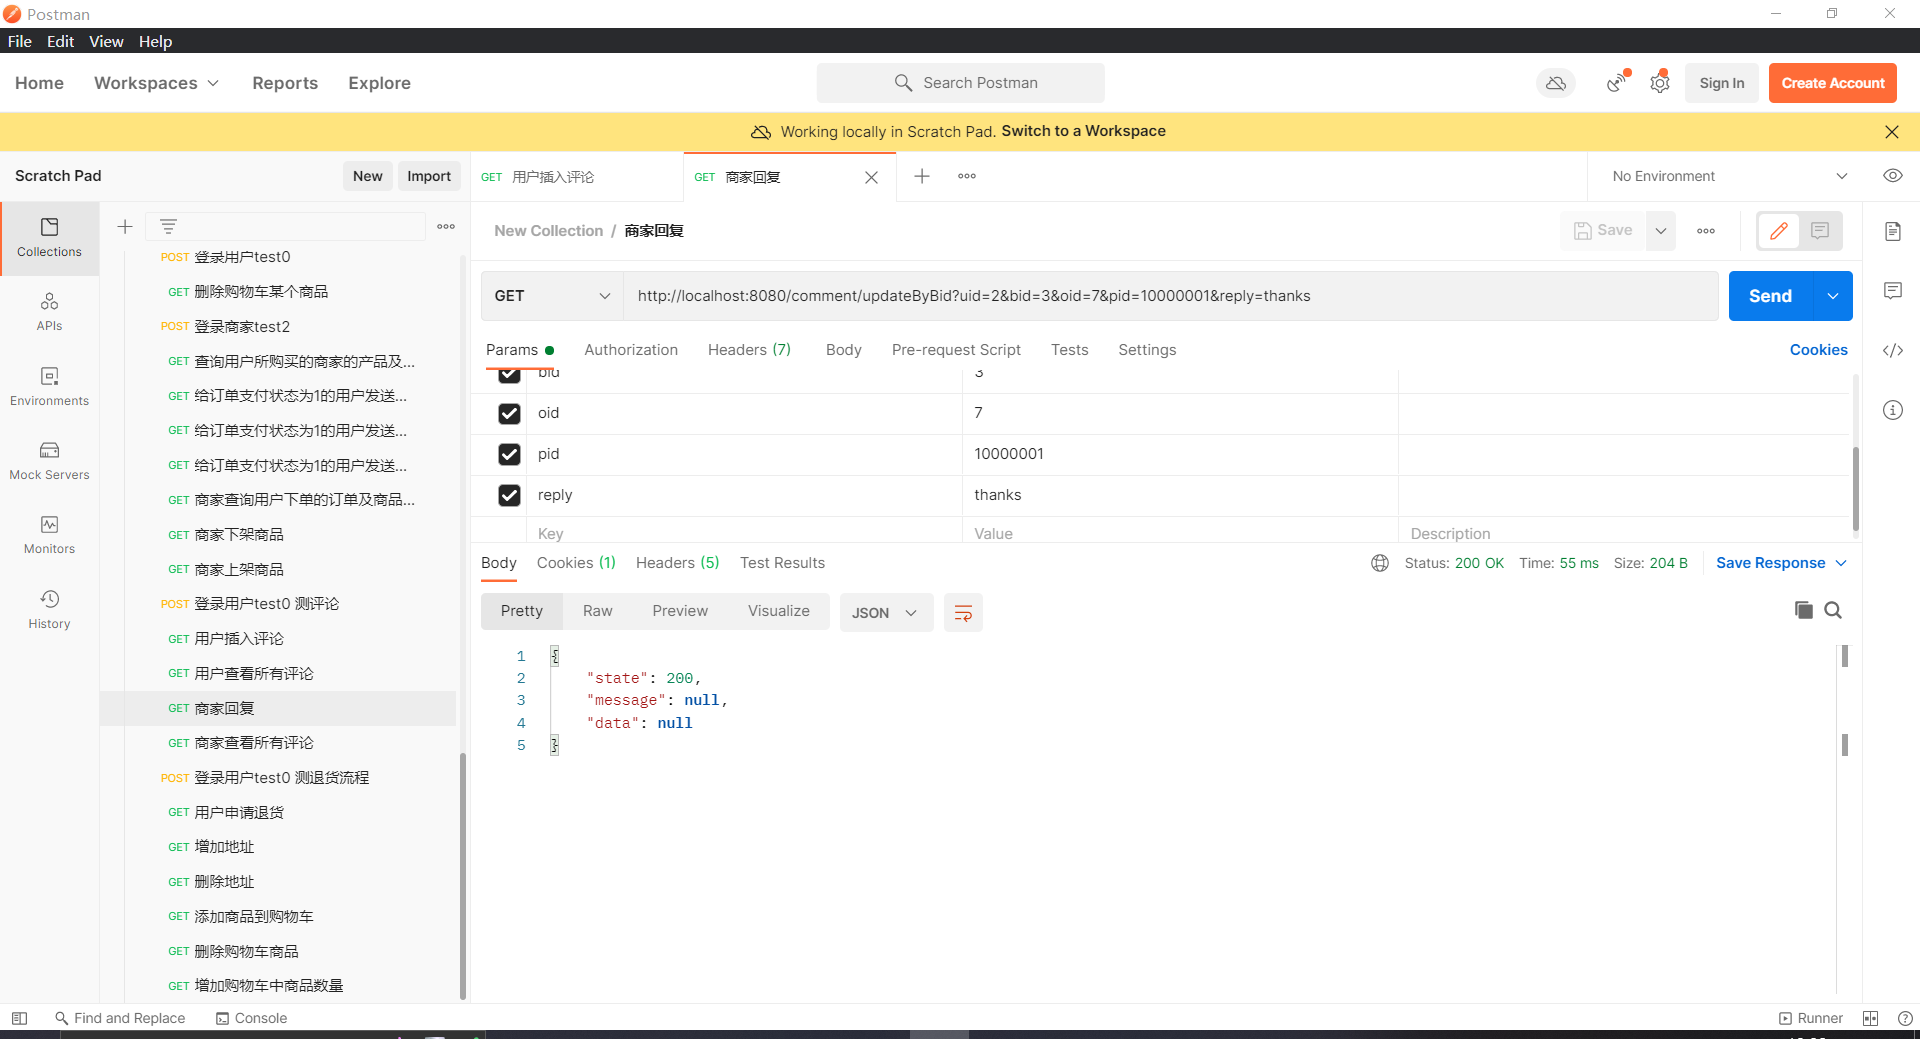 Postman
File Edit View Help
Home Workspaces Reports Explore Search Postman Sign In Create Account
Working locally in Scratch Pad. Switch to a Workspace
Scratch Pad New Import GET 用户插入评论 GET 商家回复 No Environment
New Collection / 商家回复 Save
Collections
APIs
Environments
Mock Servers
Monitors
History
POST 登录用户test0
GET 删除购物车某个商品
POST 登录商家test2
GET 查询用户所购买的商家的产品及...
GET 给订单支付状态为1的用户发送...
GET 给订单支付状态为1的用户发送...
GET 给订单支付状态为1的用户发送...
GET 商家查询用户下单的订单及商品...
GET 商家下架商品
GET 商家上架商品
POST 登录用户test0 测评论
GET 用户插入评论
GET 用户查看所有评论
GET 商家回复
GET 商家查看所有评论
POST 登录用户test0 测退货流程
GET 用户申请退货
GET 增加地址
GET 删除地址
GET 添加商品到购物车
GET 删除购物车商品
GET 增加购物车中商品数量
GET http://localhost:8080/comment/updateByBid?uid=2&bid=3&oid=7&pid=10000001&reply=thanks Send
Params Authorization Headers (7) Body Pre-request Script Tests Settings Cookies
bid 3
oid 7
pid 10000001
reply thanks
Key Value Description
Body Cookies (1) Headers (5) Test Results Status: 200 OK Time: 55 ms Size: 204 B Save Response
Pretty Raw Preview Visualize JSON
1 {
2 "state": 200,
3 "message": null,
4 "data": null
5 }
Find and Replace Console Runner